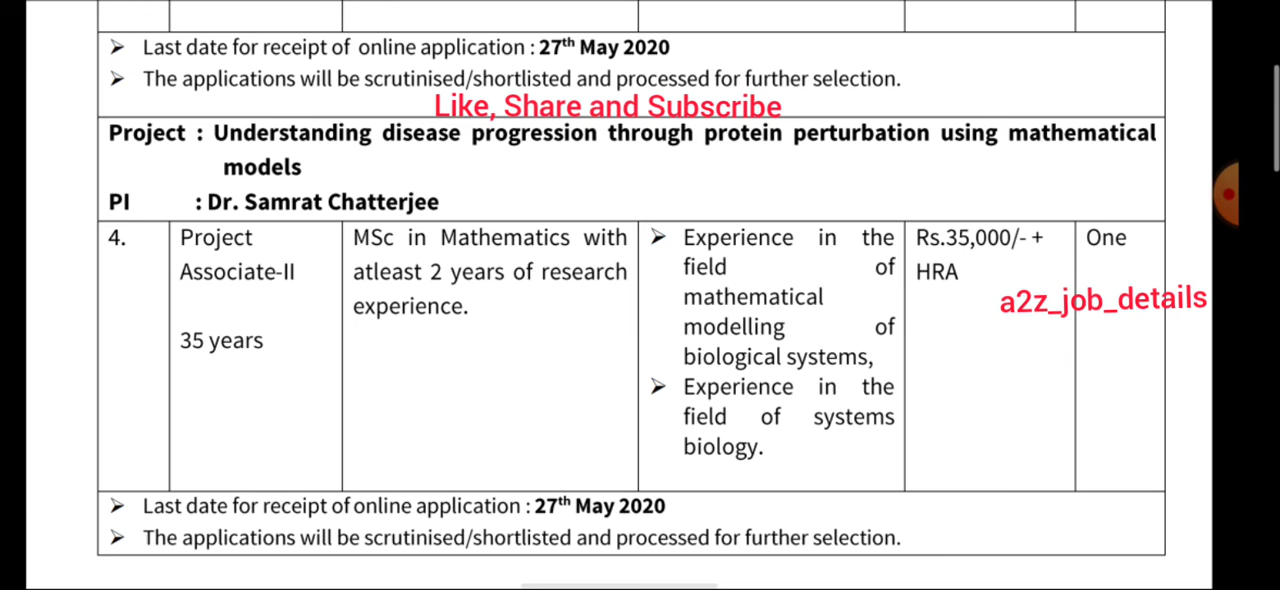 ➢ Last date for receipt of online application : 27th May 2020
➢ The applications will be scrutinised/shortlisted and processed for further selection.
Like, Share and Subscribe
Project : Understanding disease progression through protein perturbation using mathematical
models
PI : Dr. Samrat Chatterjee
4.
Project
Associate-II
35 years
MSc in Mathematics with
atleast 2 years of research
experience.
➢ Experience in the
field of
mathematical
modelling of
biological systems,
➢ Experience in the
field of systems
biology.
Rs.35,000/- +
HRA
One
a2z_job_details
➢ Last date for receipt of online application : 27th May 2020
➢ The applications will be scrutinised/shortlisted and processed for further selection.